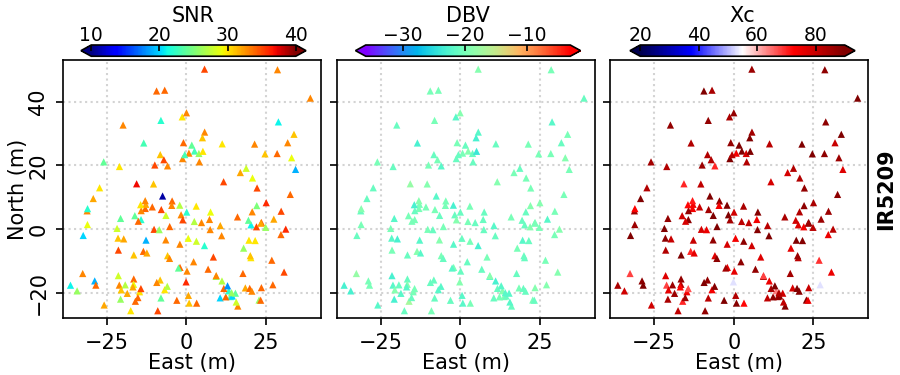 SNR DBV Xc
10 20 30 40 −30 −20 −10 20 40 60 80
North (m)
40
20
0
−20
−25 0 25 −25 0 25 −25 0 25
East (m) East (m) East (m)
IR5209